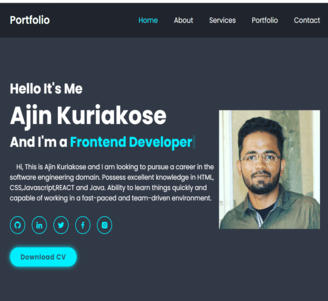 Portfolio
Home About Services Portfolio Contact
Hello It's Me
Ajin Kuriakose
And I'm a Frontend Developer
Hi, This is Ajin Kuriakose and I am looking to pursue a career in the
software engineering domain. Possess excellent knowledge in HTML,
CSS,Javascript,REACT and Java. Ability to learn things quickly and
capable of working in a fast-paced and team-driven environment.
Download CV